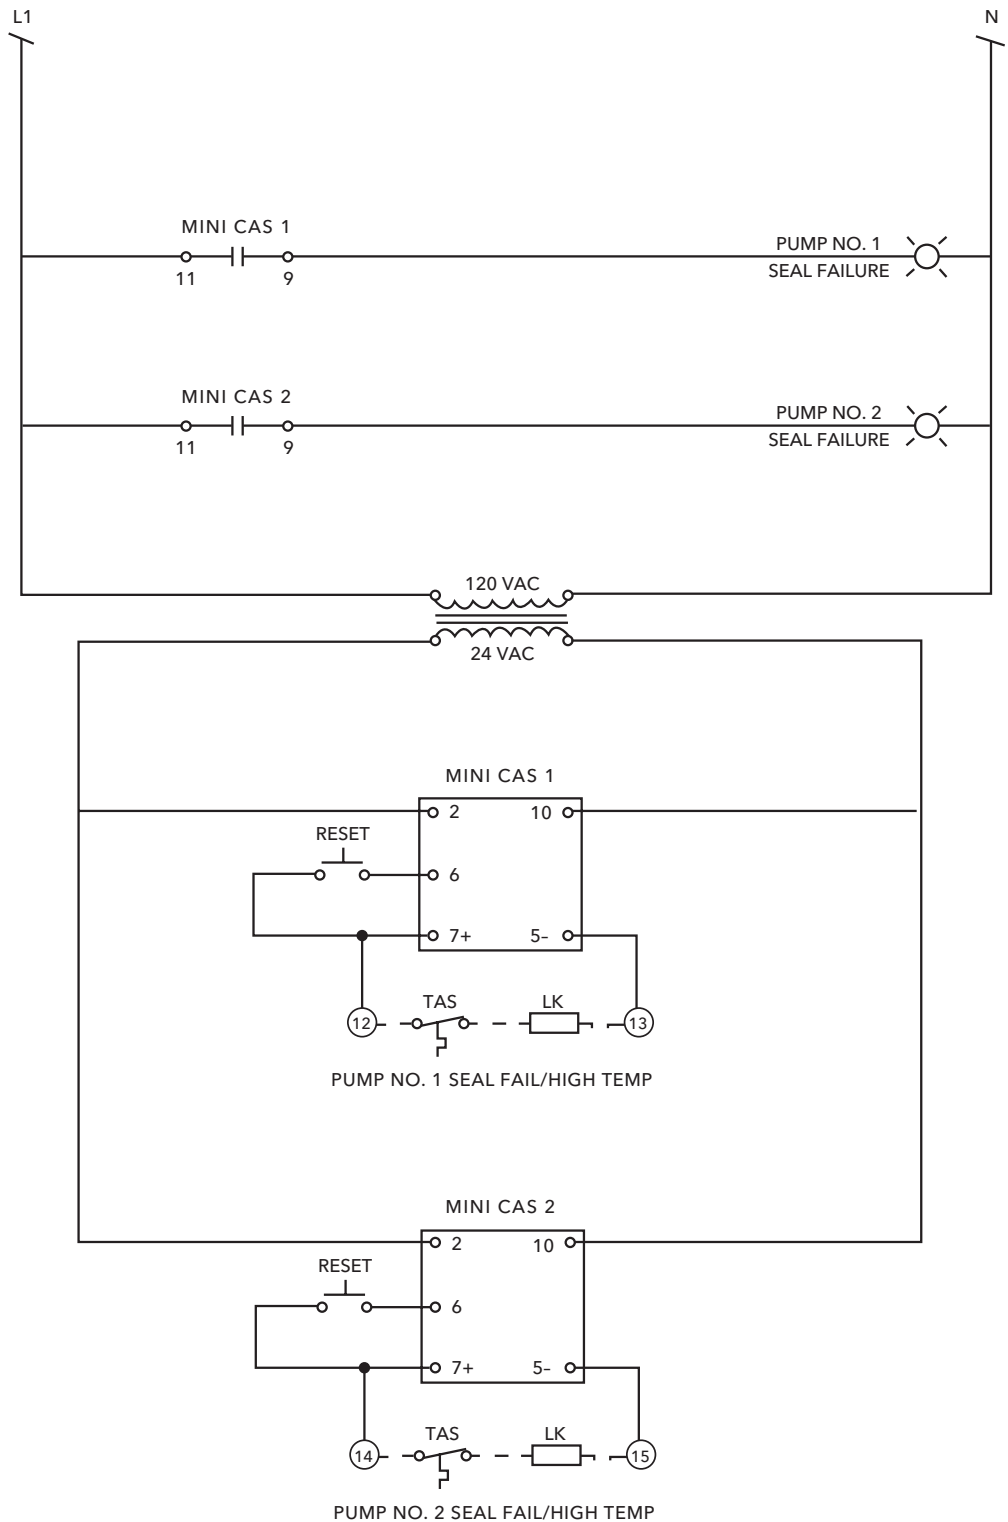 L1
N
MINI CAS 1
11
9
PUMP NO. 1
SEAL FAILURE
MINI CAS 2
11
9
PUMP NO. 2
SEAL FAILURE
120 VAC
24 VAC
MINI CAS 1
2
10
RESET
6
7+
5–
TAS
LK
12
13
PUMP NO. 1 SEAL FAIL/HIGH TEMP
MINI CAS 2
2
10
RESET
6
7+
5–
TAS
LK
14
15
PUMP NO. 2 SEAL FAIL/HIGH TEMP